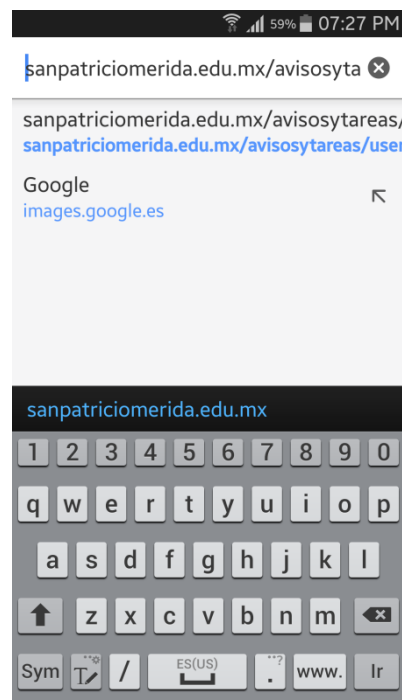 59% 07:27 PM
sanpatriciomerida.edu.mx/avisosyta
sanpatriciomerida.edu.mx/avisosytareas/
sanpatriciomerida.edu.mx/avisosytareas/user
Google
images.google.es
sanpatriciomerida.edu.mx
1 2 3 4 5 6 7 8 9 0
q w e r t y u i o p
a s d f g h j k l
z x c v b n m
Sym T / ES(US) . ? www. Ir